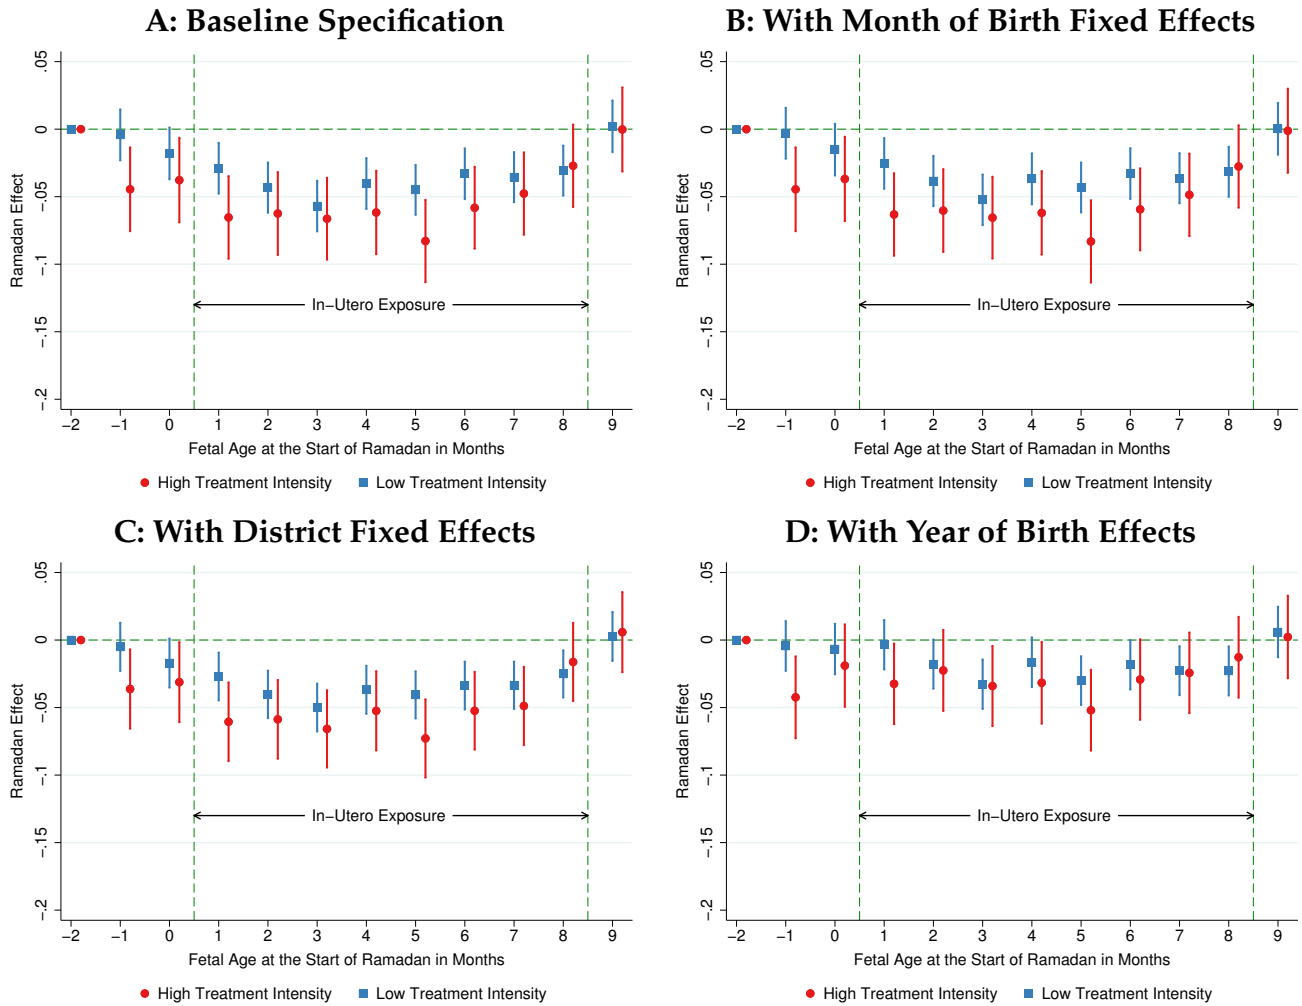 A: Baseline Specification
.05
0
-.05
-.1
-.15
-.2
Ramadan Effect
In-Utero Exposure
-2 -1 0 1 2 3 4 5 6 7 8 9
Fetal Age at the Start of Ramadan in Months
High Treatment Intensity Low Treatment Intensity
B: With Month of Birth Fixed Effects
.05
0
-.05
-.1
-.15
-.2
Ramadan Effect
In-Utero Exposure
-2 -1 0 1 2 3 4 5 6 7 8 9
Fetal Age at the Start of Ramadan in Months
High Treatment Intensity Low Treatment Intensity
C: With District Fixed Effects
.05
0
-.05
-.1
-.15
-.2
Ramadan Effect
In-Utero Exposure
-2 -1 0 1 2 3 4 5 6 7 8 9
Fetal Age at the Start of Ramadan in Months
High Treatment Intensity Low Treatment Intensity
D: With Year of Birth Effects
.05
0
-.05
-.1
-.15
-.2
Ramadan Effect
In-Utero Exposure
-2 -1 0 1 2 3 4 5 6 7 8 9
Fetal Age at the Start of Ramadan in Months
High Treatment Intensity Low Treatment Intensity